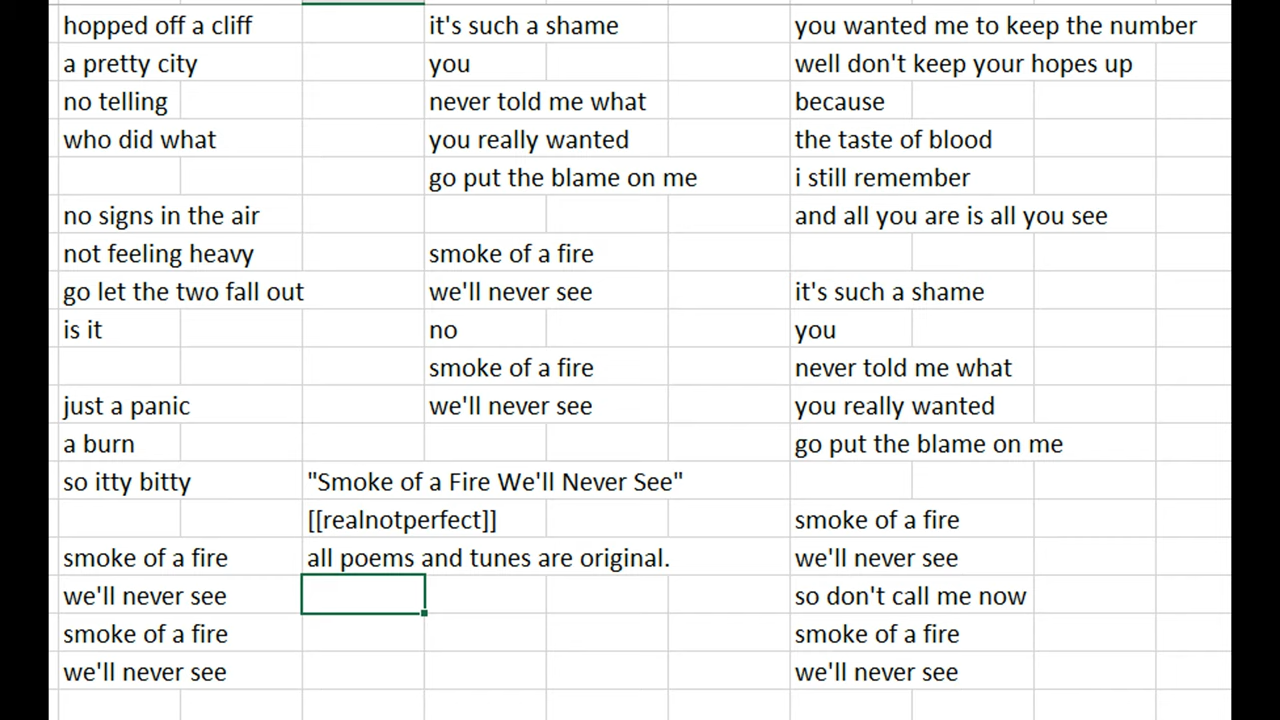 hopped off a cliff
a pretty city
no telling
who did what
no signs in the air
not feeling heavy
go let the two fall out
is it
just a panic
a burn
so itty bitty
smoke of a fire
we'll never see
smoke of a fire
we'll never see
it's such a shame
you
never told me what
you really wanted
go put the blame on me
smoke of a fire
we'll never see
no
smoke of a fire
we'll never see
"Smoke of a Fire We'll Never See"
[[realnotperfect]]
all poems and tunes are original.
you wanted me to keep the number
well don't keep your hopes up
because
the taste of blood
i still remember
and all you are is all you see
it's such a shame
you
never told me what
you really wanted
go put the blame on me
smoke of a fire
we'll never see
so don't call me now
smoke of a fire
we'll never see